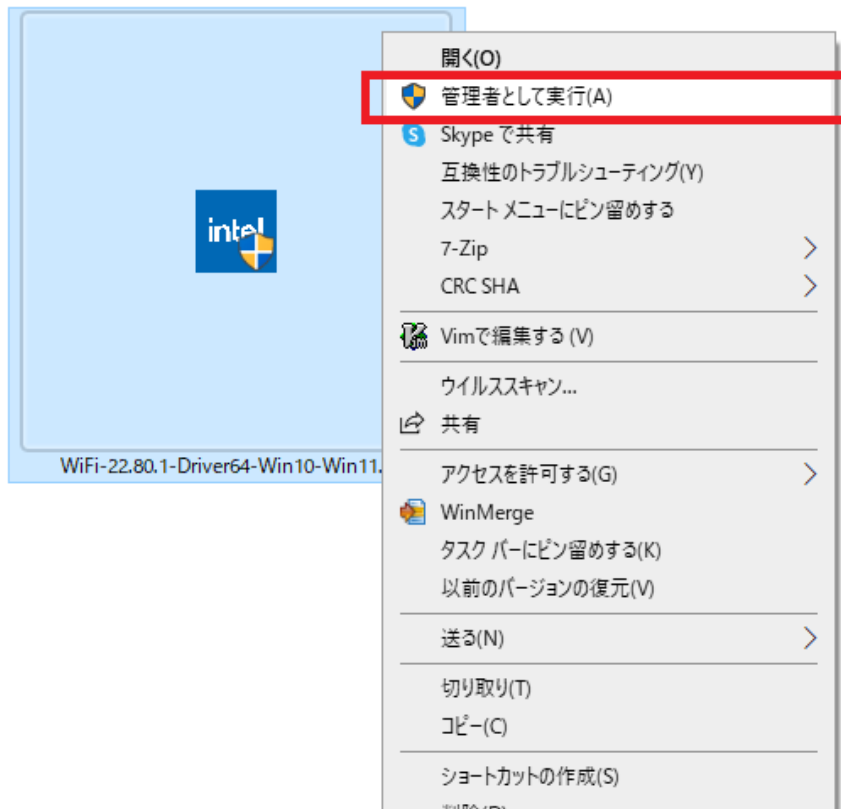 開く(O)
管理者として実行(A)
Skype で共有
互換性のトラブルシューティング(Y)
スタート メニューにピン留めする
7-Zip
CRC SHA
Vimで編集する (V)
ウイルススキャン...
共有
アクセスを許可する(G)
WinMerge
タスク バーにピン留めする(K)
以前のバージョンの復元(V)
送る(N)
切り取り(T)
コピー(C)
ショートカットの作成(S)
intel
WiFi-22.80.1-Driver64-Win10-Win11.